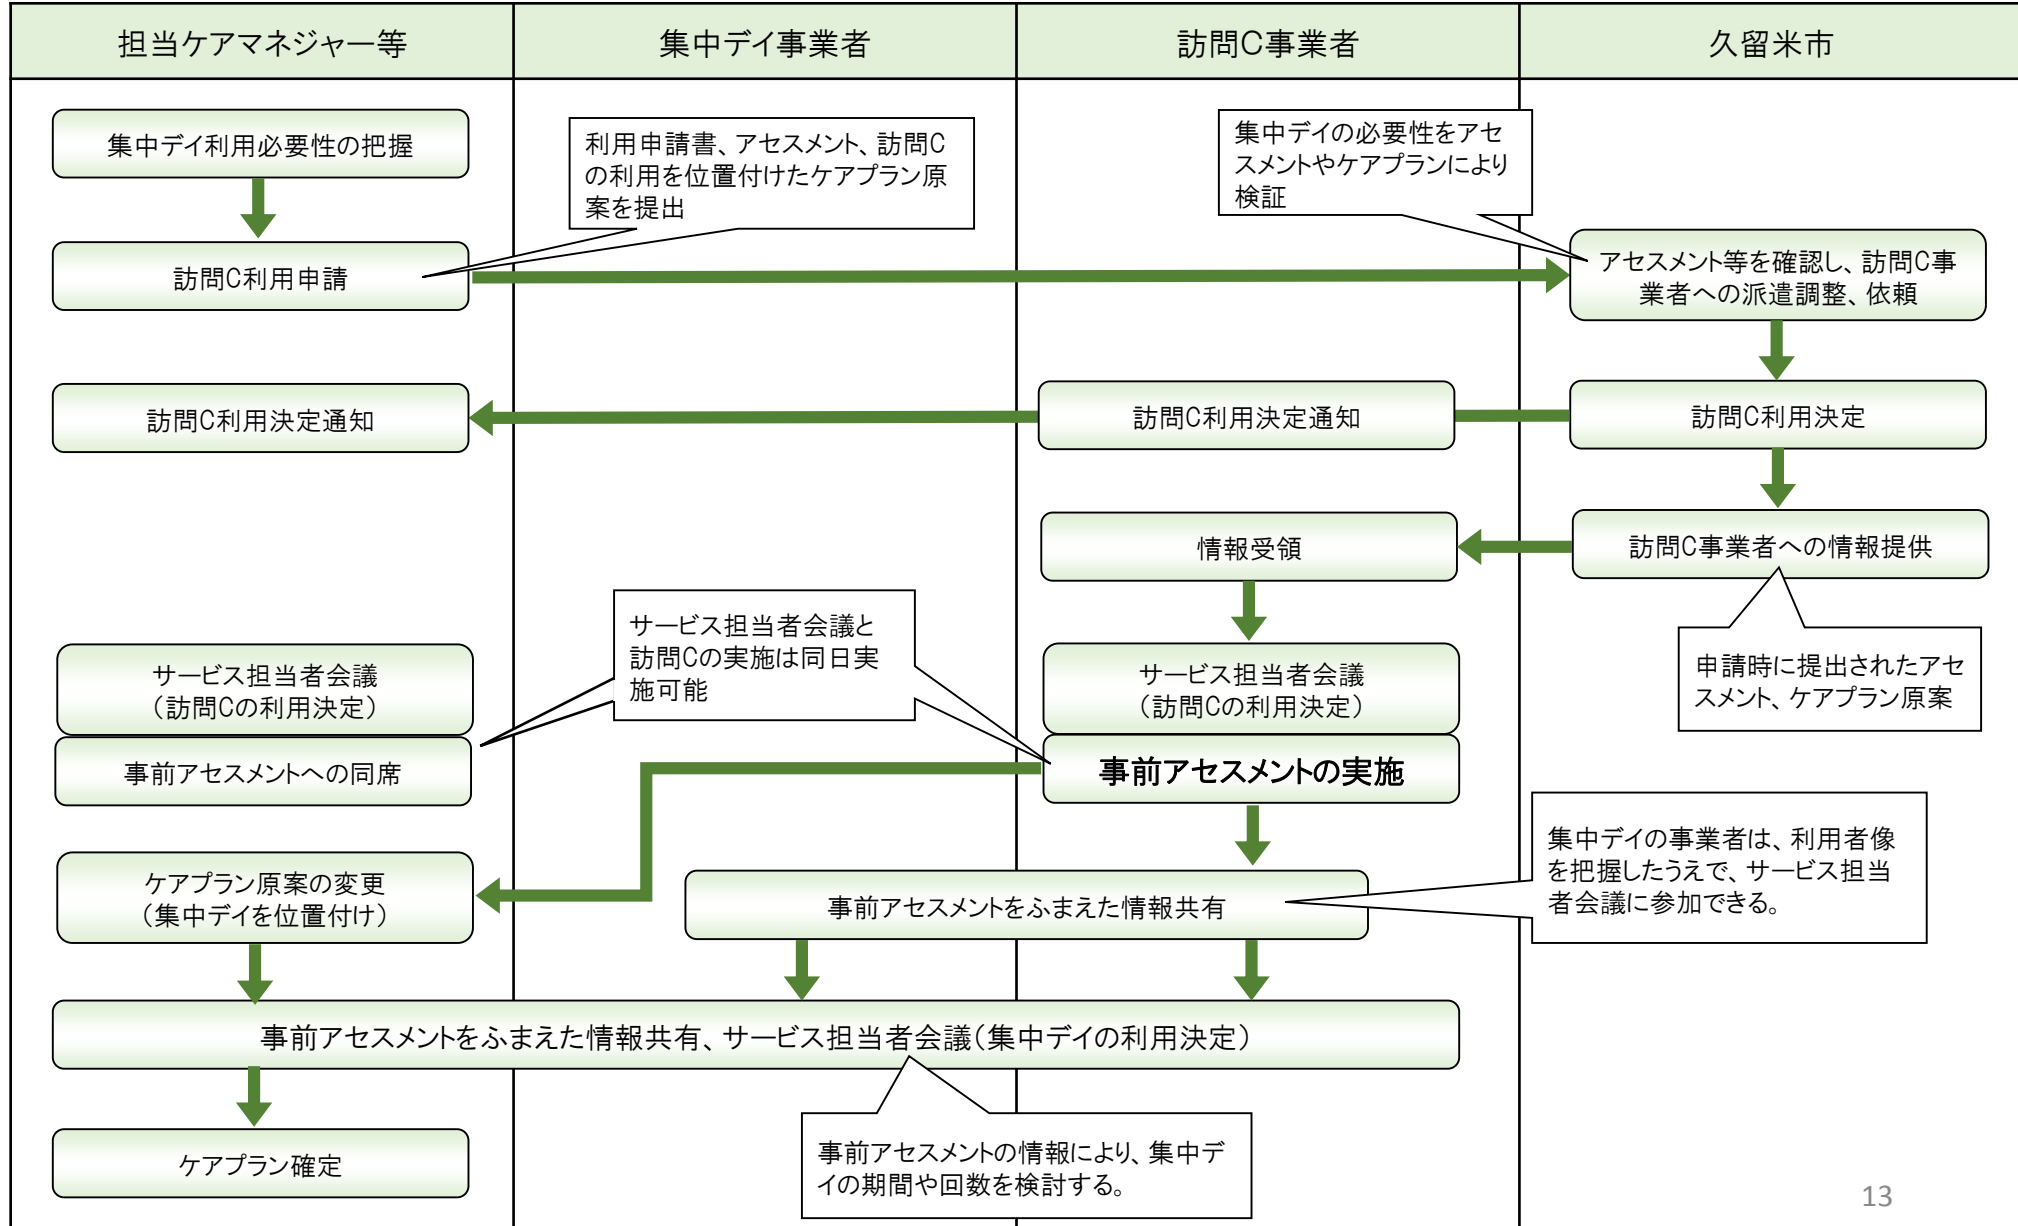 担当ケアマネジャー等
集中デイ事業者
訪問C事業者
久留米市
集中デイ利用必要性の把握
利用申請書、アセスメント、訪問C
の利用を位置付けたケアプラン原
案を提出
集中デイの必要性をアセ
スメントやケアプランにより
検証
訪問C利用申請
アセスメント等を確認し、訪問C事
業者への派遣調整、依頼
訪問C利用決定通知
訪問C利用決定通知
訪問C利用決定
情報受領
訪問C事業者への情報提供
サービス担当者会議と
訪問Cの実施は同日実
施可能
申請時に提出されたアセ
スメント、ケアプラン原案
サービス担当者会議
（訪問Cの利用決定）
サービス担当者会議
（訪問Cの利用決定）
事前アセスメントへの同席
事前アセスメントの実施
集中デイの事業者は、利用者像
を把握したうえで、サービス担当
者会議に参加できる。
ケアプラン原案の変更
（集中デイを位置付け）
事前アセスメントをふまえた情報共有
事前アセスメントをふまえた情報共有、サービス担当者会議（集中デイの利用決定）
事前アセスメントの情報により、集中デ
イの期間や回数を検討する。
ケアプラン確定
13